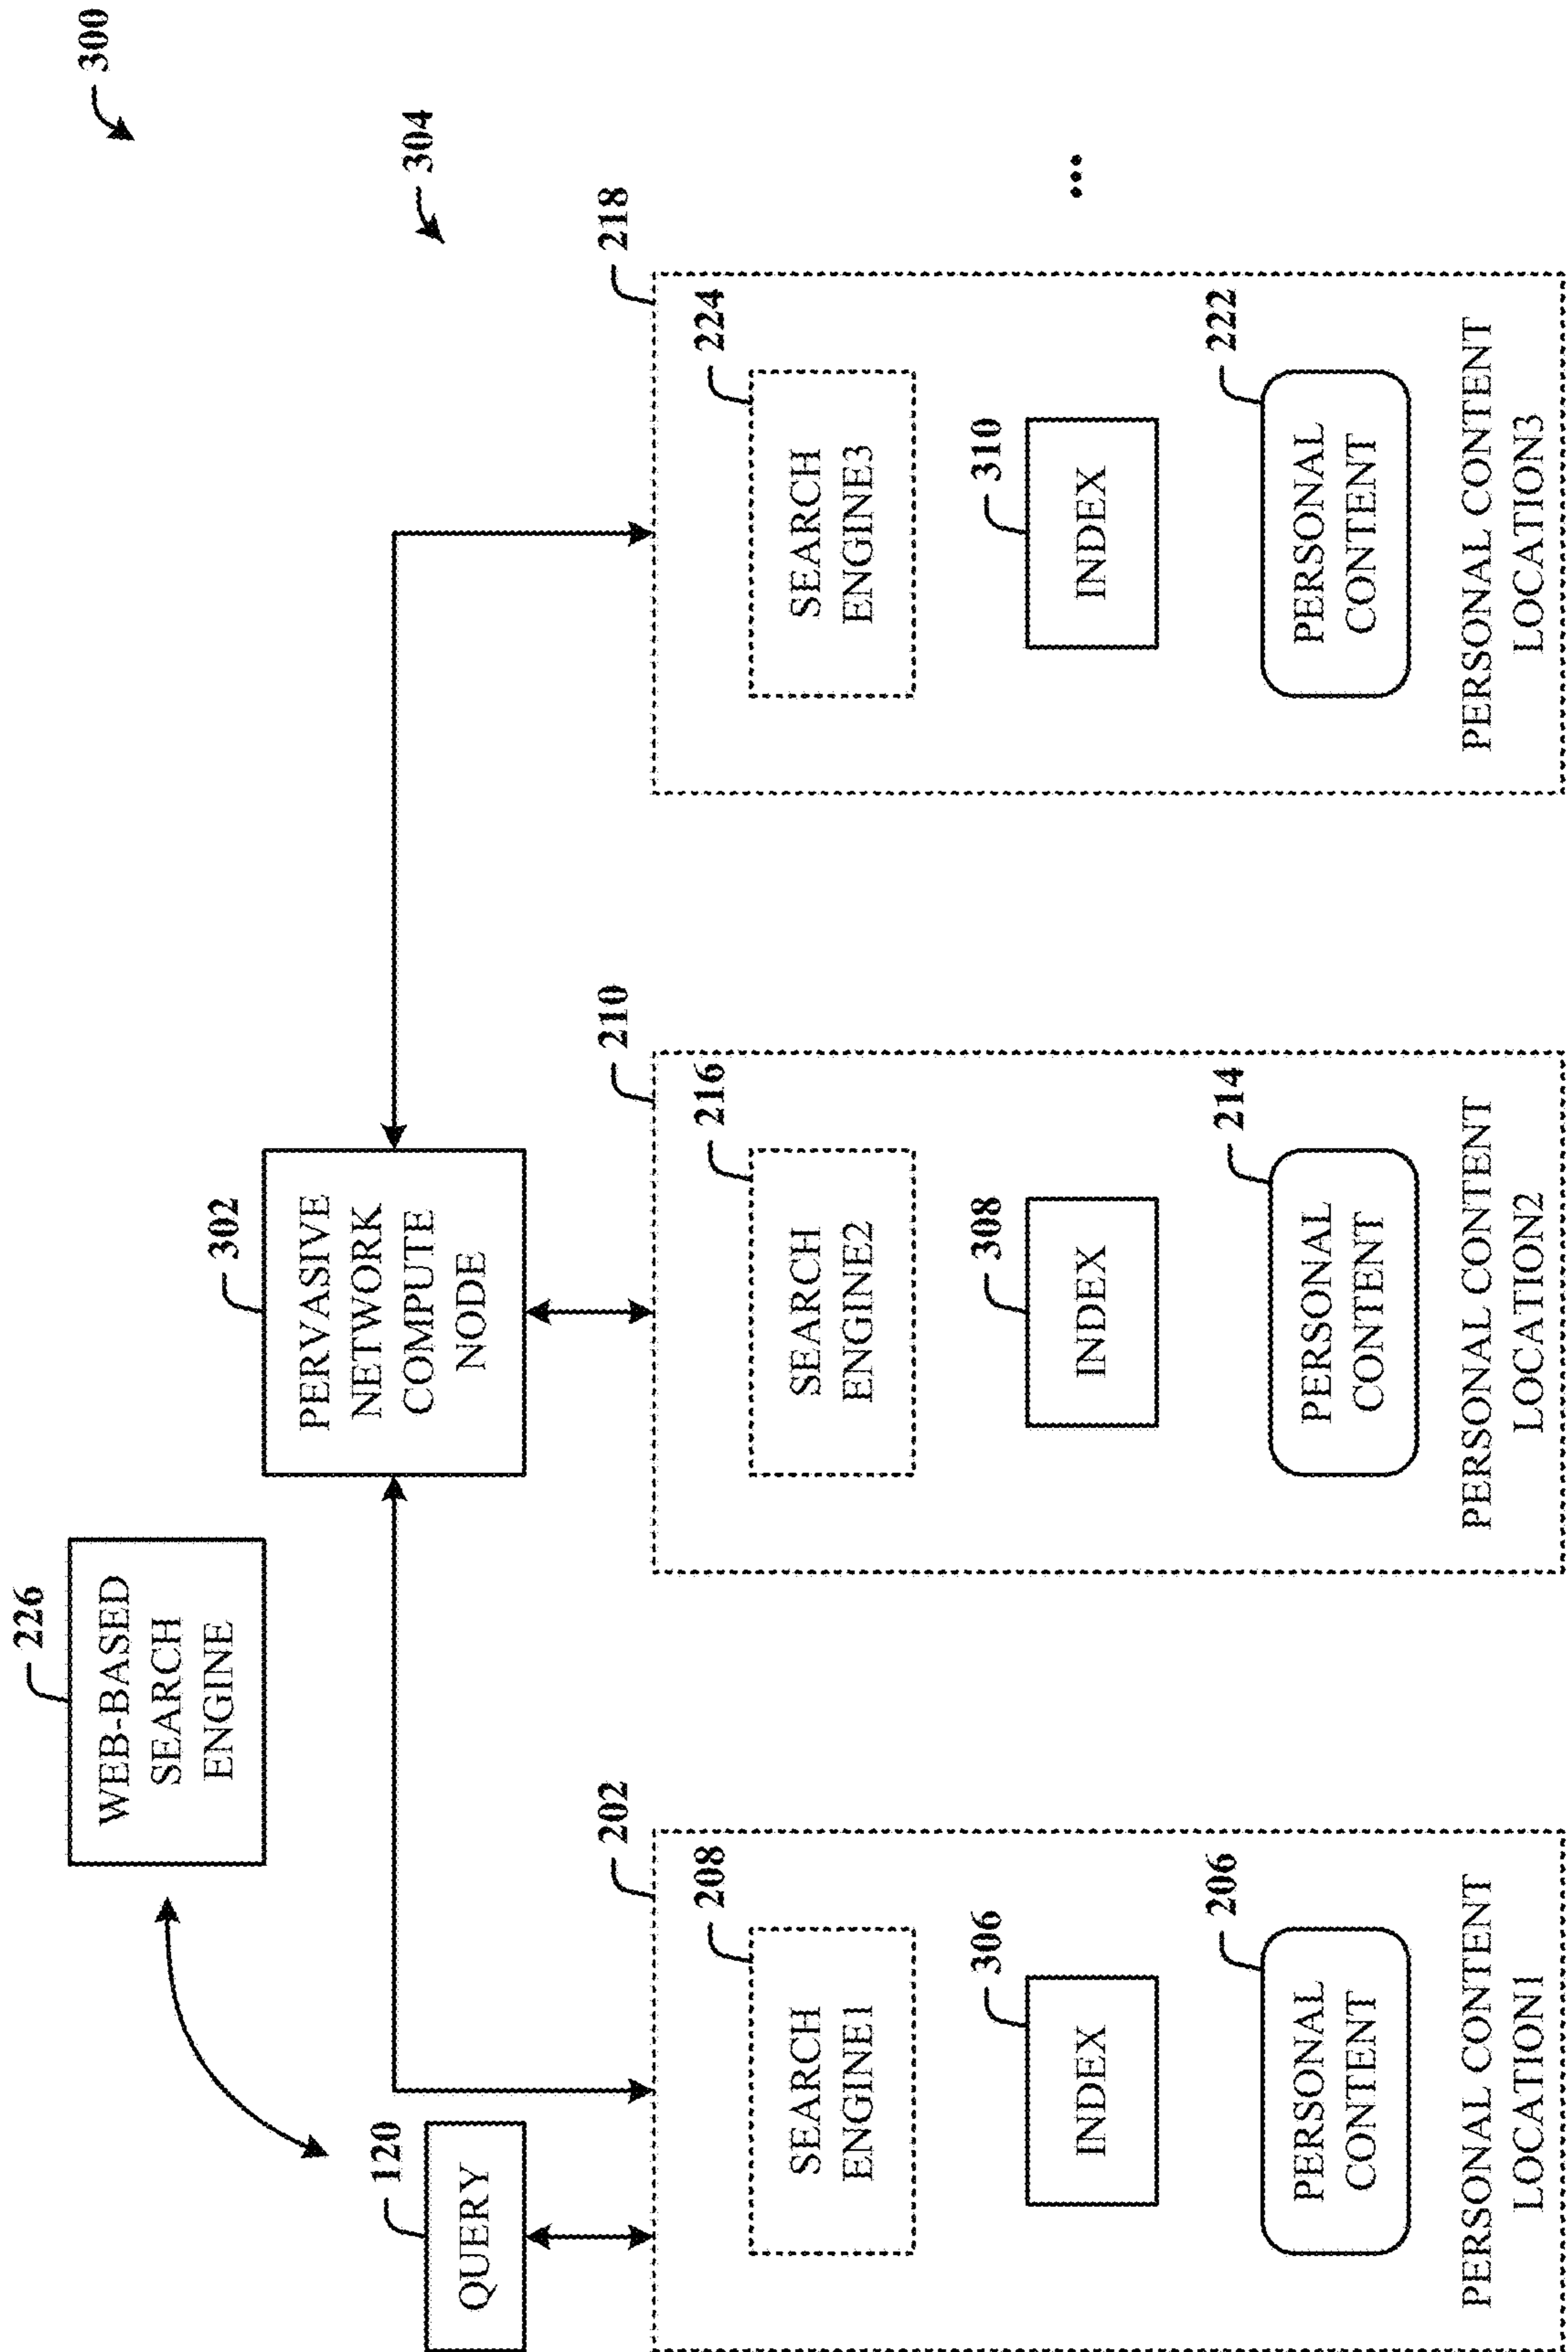 300
226
WEB-BASED
SEARCH
ENGINE
302
PERVASIVE
NETWORK
COMPUTE
NODE
304
120
QUERY
202
208
SEARCH
ENGINE1
306
INDEX
206
PERSONAL
CONTENT
PERSONAL CONTENT
LOCATION1
210
216
SEARCH
ENGINE2
308
INDEX
214
PERSONAL
CONTENT
PERSONAL CONTENT
LOCATION2
218
224
SEARCH
ENGINE3
310
INDEX
222
PERSONAL
CONTENT
PERSONAL CONTENT
LOCATION3
...